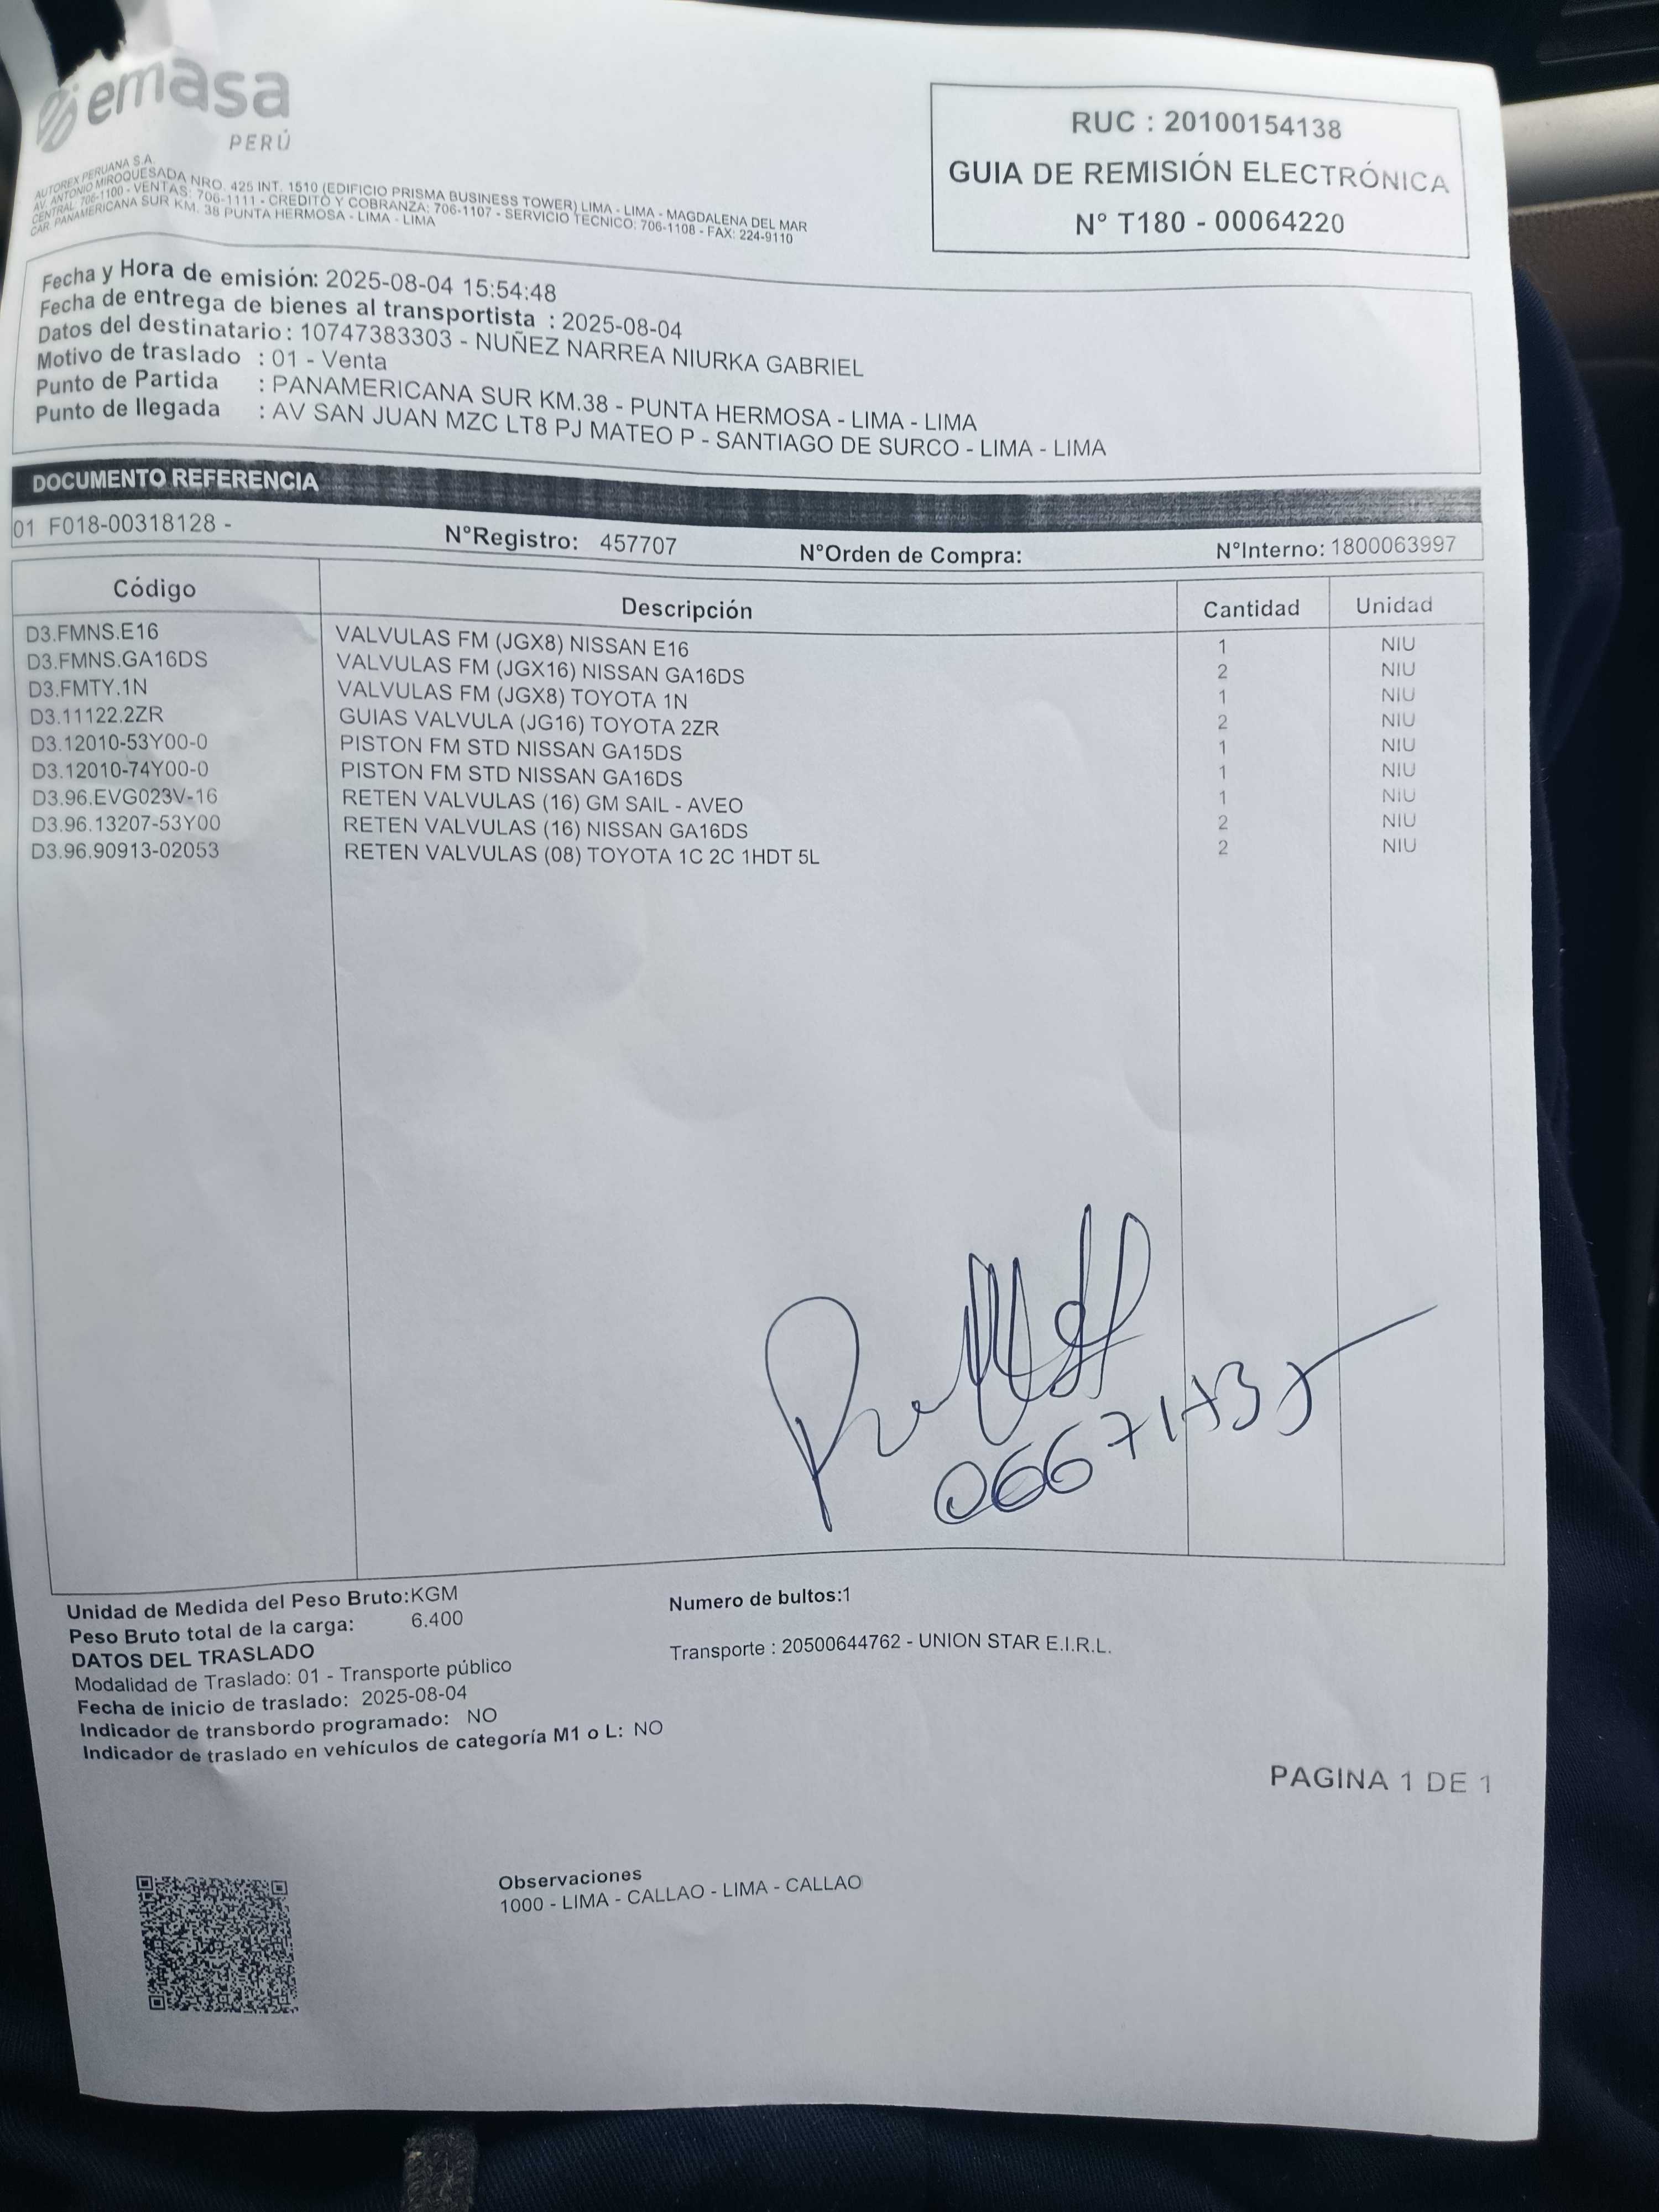 emasa
PERÚ
AUTOREX PERUANA S.A.
AV. ANTONIO MIROQUESADA NRO. 425 INT. 1510 (EDIFICIO PRISMA BUSINESS TOWER) LIMA - LIMA - MAGDALENA DEL MAR
CENTRAL 706-1100 - VENTAS: 706-1111 - CREDITO Y COBRANZA: 706-1107 - SERVICIO TECNICO: 706-1108 - FAX: 224-9110
CAR. PANAMERICANA SUR KM. 38 PUNTA HERMOSA - LIMA - LIMA
RUC : 20100154138
GUIA DE REMISIÓN ELECTRÓNICA
N° T180 - 00064220
Fecha y Hora de emisión: 2025-08-04 15:54:48
Fecha de entrega de bienes al transportista : 2025-08-04
Datos del destinatario : 10747383303 - NUÑEZ NARREA NIURKA GABRIEL
Motivo de traslado : 01 - Venta
Punto de Partida : PANAMERICANA SUR KM.38 - PUNTA HERMOSA - LIMA - LIMA
Punto de llegada : AV SAN JUAN MZC LT8 PJ MATEO P - SANTIAGO DE SURCO - LIMA - LIMA
DOCUMENTO REFERENCIA
01 F018-00318128 - N°Registro: 457707 N°Orden de Compra: N°Interno: 1800063997
Código Descripción Cantidad Unidad
D3.FMNS.E16 VALVULAS FM (JGX8) NISSAN E16 1 NIU
D3.FMNS.GA16DS VALVULAS FM (JGX16) NISSAN GA16DS 2 NIU
D3.FMTY.1N VALVULAS FM (JGX8) TOYOTA 1N 1 NIU
D3.11122.2ZR GUIAS VALVULA (JG16) TOYOTA 2ZR 2 NIU
D3.12010-53Y00-0 PISTON FM STD NISSAN GA15DS 1 NIU
D3.12010-74Y00-0 PISTON FM STD NISSAN GA16DS 1 NIU
D3.96.EVG023V-16 RETEN VALVULAS (16) GM SAIL - AVEO 1 NIU
D3.96.13207-53Y00 RETEN VALVULAS (16) NISSAN GA16DS 2 NIU
D3.96.90913-02053 RETEN VALVULAS (08) TOYOTA 1C 2C 1HDT 5L 2 NIU
Unidad de Medida del Peso Bruto:KGM Numero de bultos:1
Peso Bruto total de la carga: 6.400
DATOS DEL TRASLADO Transporte : 20500644762 - UNION STAR E.I.R.L.
Modalidad de Traslado: 01 - Transporte público
Fecha de inicio de traslado: 2025-08-04
Indicador de transbordo programado: NO
Indicador de traslado en vehículos de categoría M1 o L: NO
PAGINA 1 DE 1
Observaciones
1000 - LIMA - CALLAO - LIMA - CALLAO